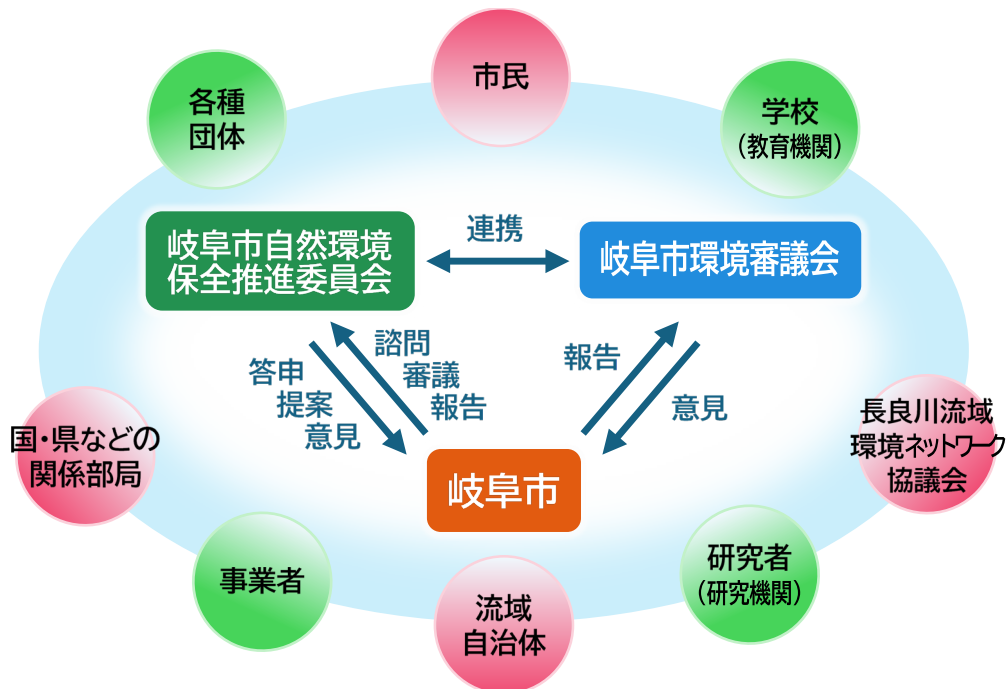 市民
各種
団体
学校
（教育機関）
連携
岐阜市自然環境
保全推進委員会
岐阜市環境審議会
諮問
審議
報告
答申
提案
意見
報告
意見
岐阜市
国・県などの
関係部局
長良川流域
環境ネットワーク
協議会
事業者
研究者
（研究機関）
流域
自治体